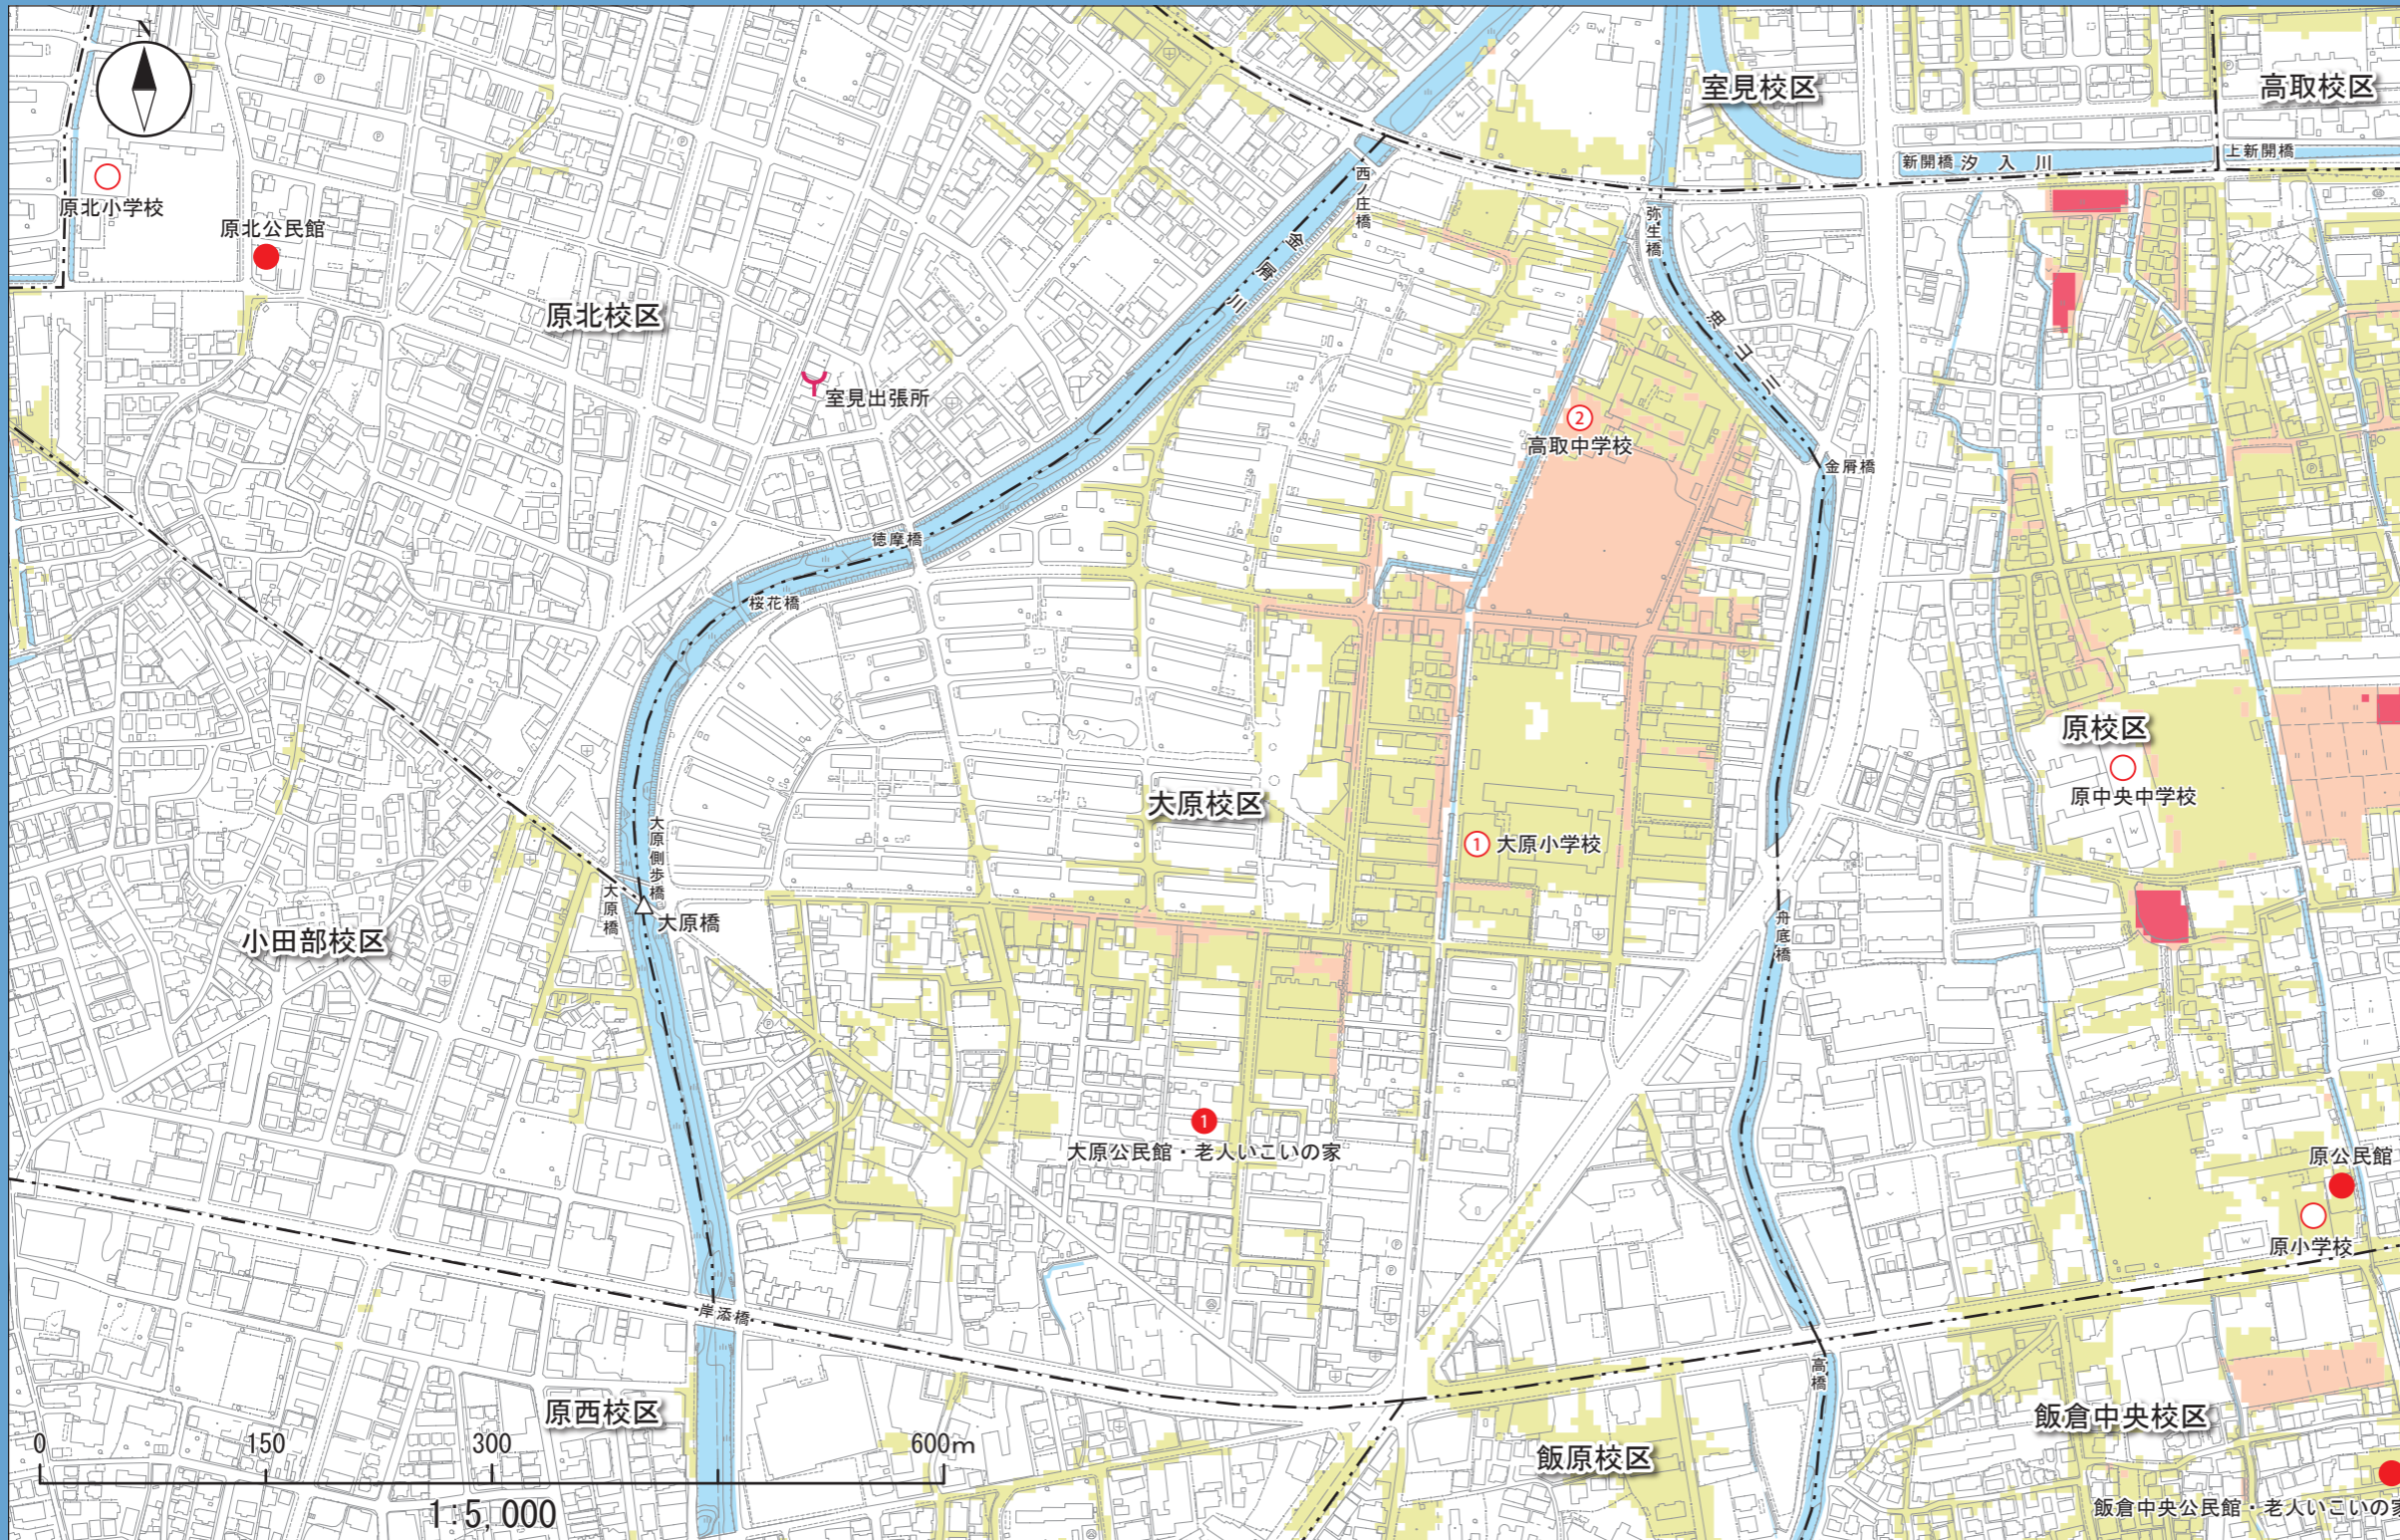 N
室見校区
高取校区
新開橋
汐入川
上新開橋
原北小学校
原北公民館
西ノ庄橋
弥生橋
金屑川
原北校区
室見出張所
2
高取中学校
金屑橋
徳摩橋
桜花橋
原校区
原中央中学校
大原校区
1
大原小学校
大原側歩橋
大原橋
大原橋
小田部校区
舟底橋
1
大原公民館・老人いこいの家
原公民館
原小学校
岸添橋
高橋
原西校区
飯倉中央校区
飯原校区
0
150
300
600m
1:5,000
飯倉中央公民館・老人いこいの家